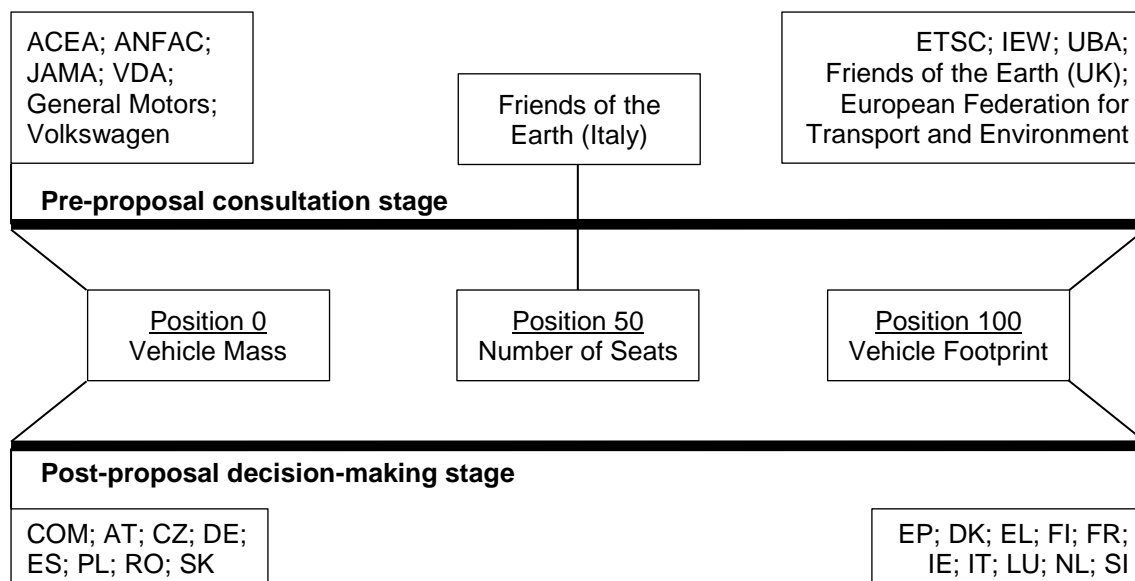 ACEA; ANFAC;
JAMA; VDA;
General Motors;
Volkswagen
Friends of the
Earth (Italy)
ETSC; IEW; UBA;
Friends of the Earth (UK);
European Federation for
Transport and Environment
Pre-proposal consultation stage
Position 0
Vehicle Mass
Position 50
Number of Seats
Position 100
Vehicle Footprint
Post-proposal decision-making stage
COM; AT; CZ; DE;
ES; PL; RO; SK
EP; DK; EL; FI; FR;
IE; IT; LU; NL; SI